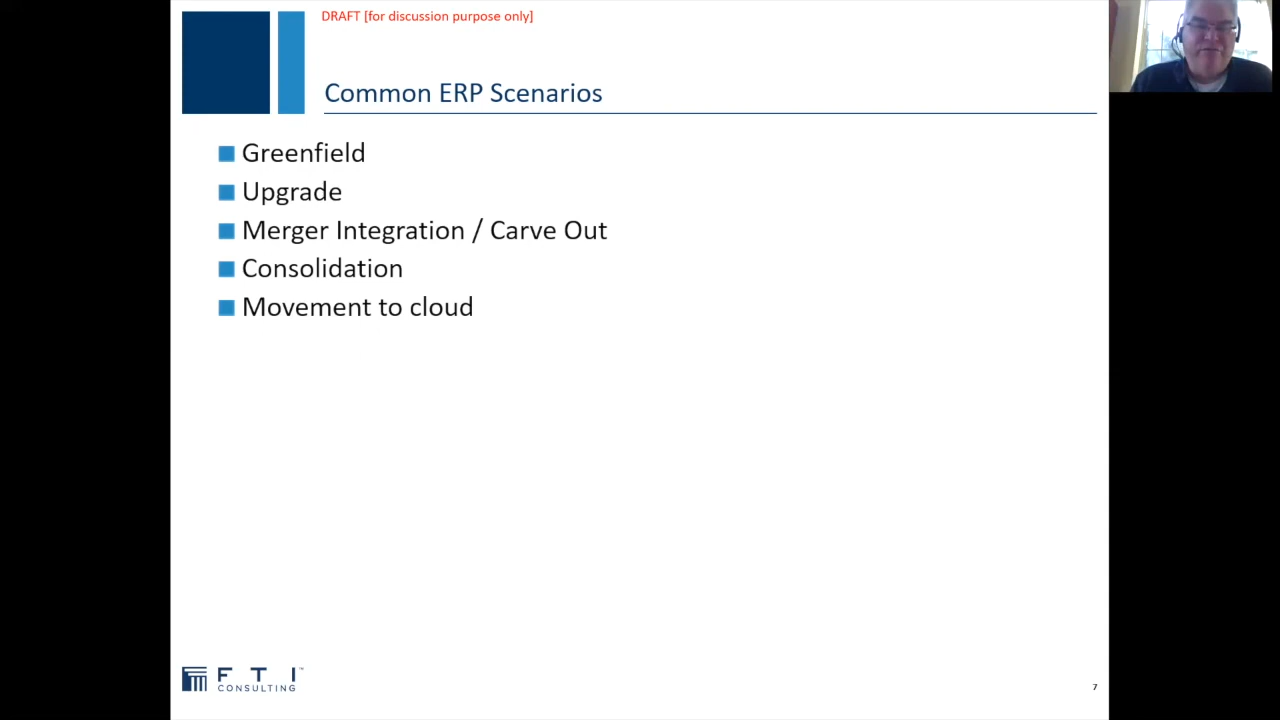 DRAFT [for discussion purpose only]
Common ERP Scenarios
Greenfield
Upgrade
Merger Integration / Carve Out
Consolidation
Movement to cloud
F T I ™
CONSULTING
7